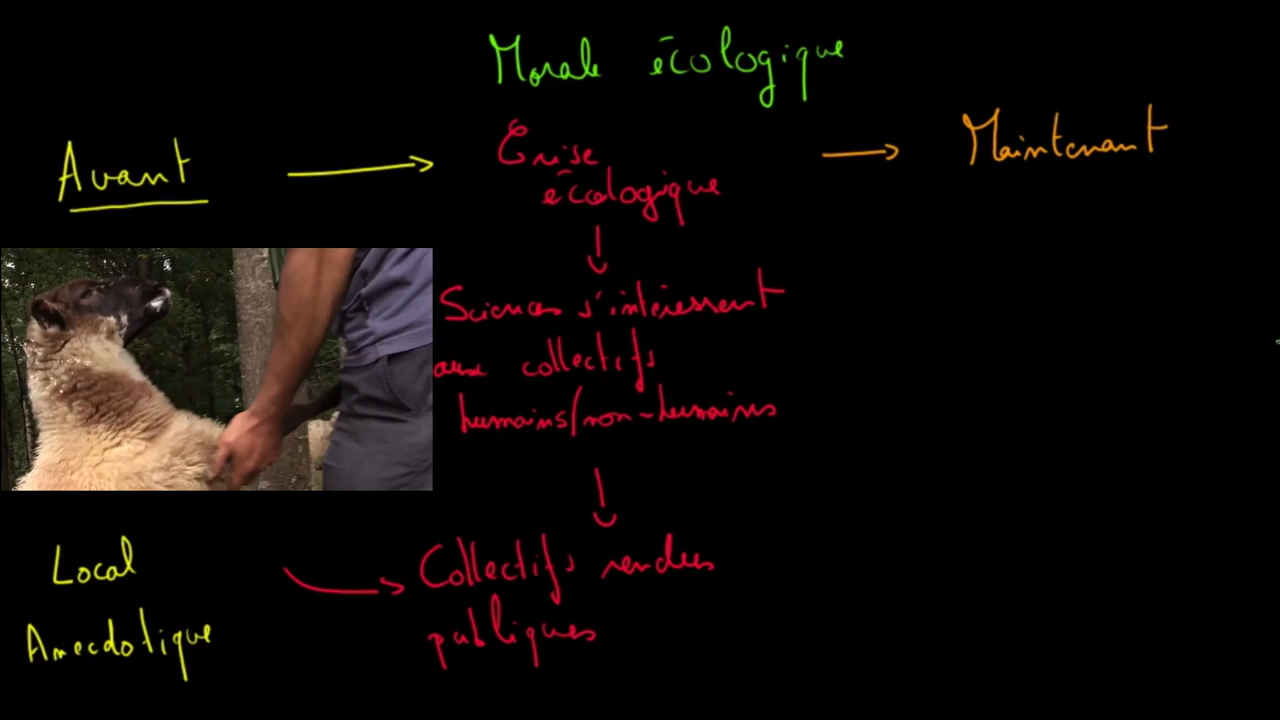 Morale écologique
Avant
Crise
écologique
Maintenant
Sciences s'intéressent
aux collectifs
humains/non-humains
Local
Anecdotique
Collectifs rendus
publiques